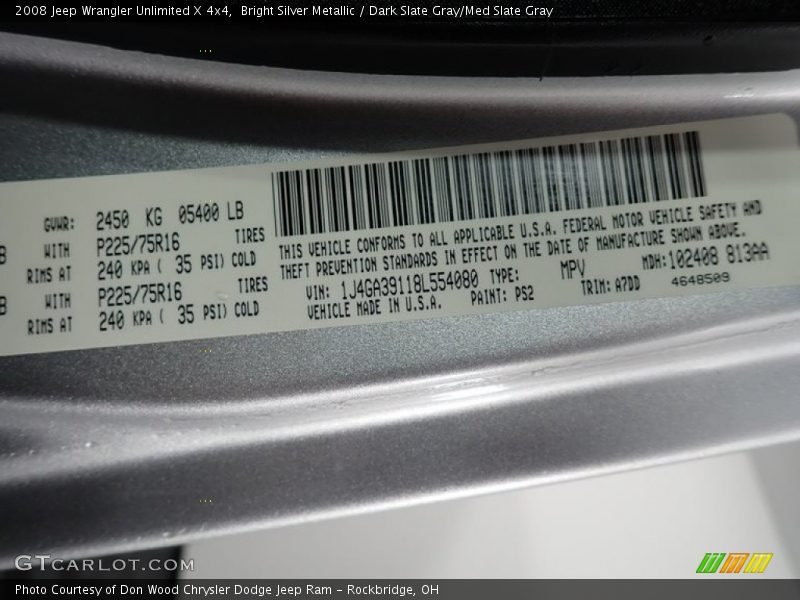 2008 Jeep Wrangler Unlimited X 4x4,  Bright Silver Metallic / Dark Slate Gray/Med Slate Gray
GVWR: 2450 KG 05400 LB
B WITH P225/75R16 TIRES
RIMS AT 240 KPA ( 35 PSI) COLD
B WITH P225/75R16 TIRES
RIMS AT 240 KPA ( 35 PSI) COLD
THIS VEHICLE CONFORMS TO ALL APPLICABLE U.S.A. FEDERAL MOTOR VEHICLE SAFETY AND
THEFT PREVENTION STANDARDS IN EFFECT ON THE DATE OF MANUFACTURE SHOWN ABOVE.
VIN: 1J4GA39118L554080 TYPE: MPV MDH:102408 813AA
VEHICLE MADE IN U.S.A. PAINT: PS2 TRIM: A7DD 4648509
GTCARLOT.COM
Photo Courtesy of Don Wood Chrysler Dodge Jeep Ram – Rockbridge, OH